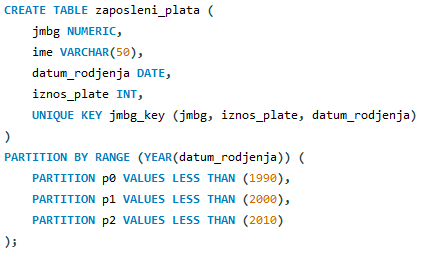 CREATE TABLE zaposleni_plata (
    jmbg NUMERIC,
    ime VARCHAR(50),
    datum_rodjenja DATE,
    iznos_plate INT,
    UNIQUE KEY jmbg_key (jmbg, iznos_plate, datum_rodjenja)
)
PARTITION BY RANGE (YEAR(datum_rodjenja)) (
    PARTITION p0 VALUES LESS THAN (1990),
    PARTITION p1 VALUES LESS THAN (2000),
    PARTITION p2 VALUES LESS THAN (2010)
);